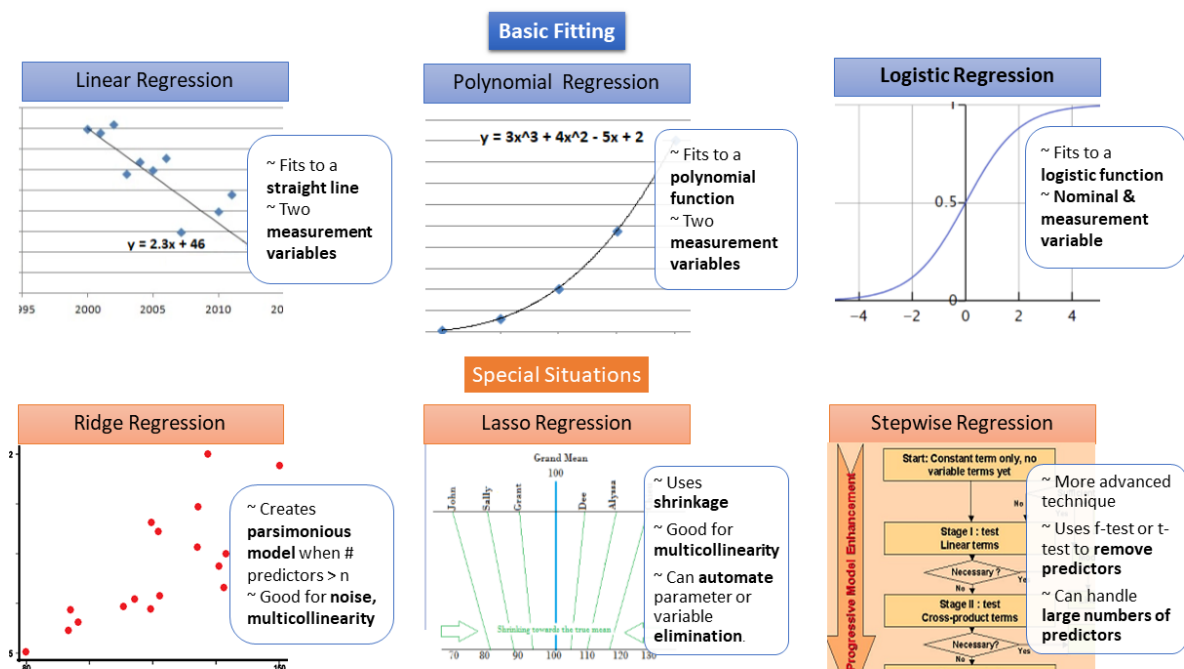 Basic Fitting
Linear Regression
~ Fits to a
straight line
~ Two
measurement
variables
y = 2.3x + 46
995 2000 2005 2010 20
Polynomial Regression
y = 3x^3 + 4x^2 - 5x + 2
~ Fits to a
polynomial
function
~ Two
measurement
variables
Logistic Regression
1
0.5
0
−4 −2 0 2 4
~ Fits to a
logistic function
~ Nominal &
measurement
variable
Special Situations
Ridge Regression
2
5
80 150
~ Creates
parsimonious
model when #
predictors > n
~ Good for noise,
multicollinearity
Lasso Regression
Grand Mean
100
John Sally Grant Dee Alyssa
Shrinking towards the true mean
70 80 90 100 110 120 130
~ Uses
shrinkage
~ Good for
multicollinearity
~ Can automate
parameter or
variable
elimination.
Stepwise Regression
Progressive Model Enhancement
Start: Constant term only, no
variable terms yet
No
Stage I : test
Linear terms
Necessary ? Yes
No
Stage II : test
Cross-product terms
Necessary? Yes
No
~ More advanced
technique
~ Uses f-test or t-
test to remove
predictors
~ Can handle
large numbers of
predictors